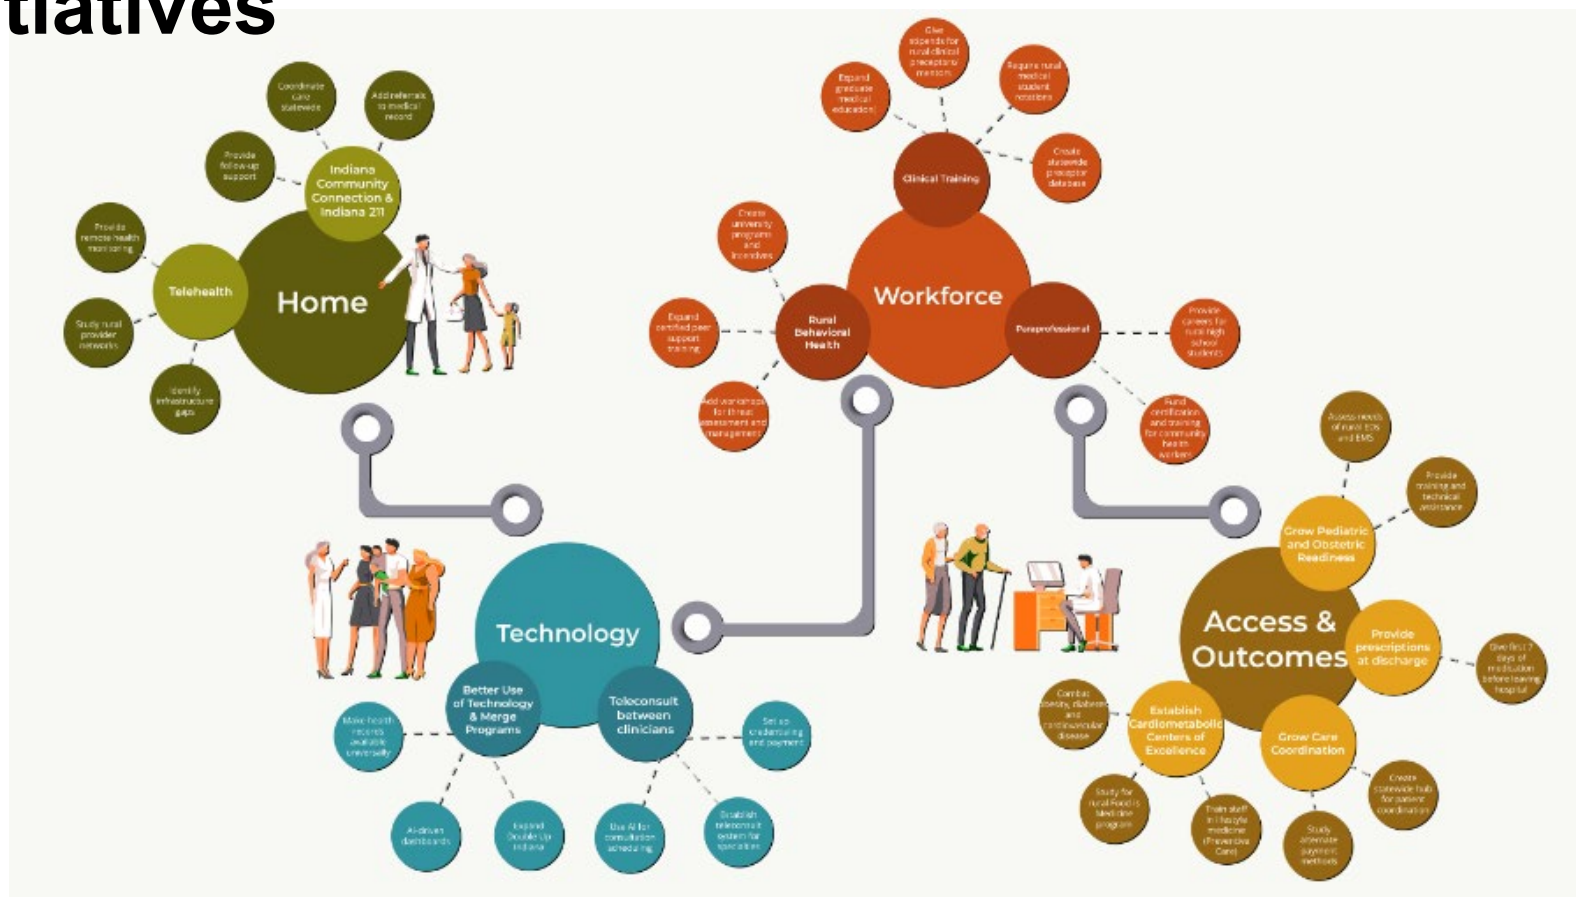 tiatives
Coordinate
care
statewide
Add referrals
to medical
record
Provide
follow-up
support
Indiana
Community
Connection &
Indiana 211
Provide
remote health
monitoring
Telehealth
Home
Study rural
provider
networks
Identify
infrastructure
gaps
Give
stipends for
rural clinical
preceptors/
mentors
Expand
graduate
medical
education
Require rural
medical
student
rotations
Create
statewide
preceptor
database
Clinical Training
Create
university
programs
and
incentives
Workforce
Expand
certified peer
support
training
Rural
Behavioral
Health
Paraprofessional
Provide
careers for
rural high
school
students
Add workshops
for threat
assessment and
management
Fund
certification
and training
for community
health
workers
Technology
Better Use
of Technology
& Merge
Programs
Teleconsult
between
clinicians
Make health
records
available
universally
Set up
credentialing
and payment
AI-driven
dashboards
Expand
Double Up
Indiana
Use AI for
consultation
scheduling
Establish
teleconsult
system for
specialties
Assess needs
of rural EDs
and EMS
Provide
training and
technical
assistance
Grow Pediatric
and Obstetric
Readiness
Access &
Outcomes
Provide
prescriptions
at discharge
Give first 7
days of
medication
before leaving
hospital
Combat
obesity, diabetes
and
cardiovascular
disease
Establish
Cardiometabolic
Centers of
Excellence
Grow Care
Coordination
Study for
rural Food is
Medicine
program
Train staff
in lifestyle
medicine
(Preventive
Care)
Study
alternate
payment
methods
Create
statewide hub
for patient
coordination